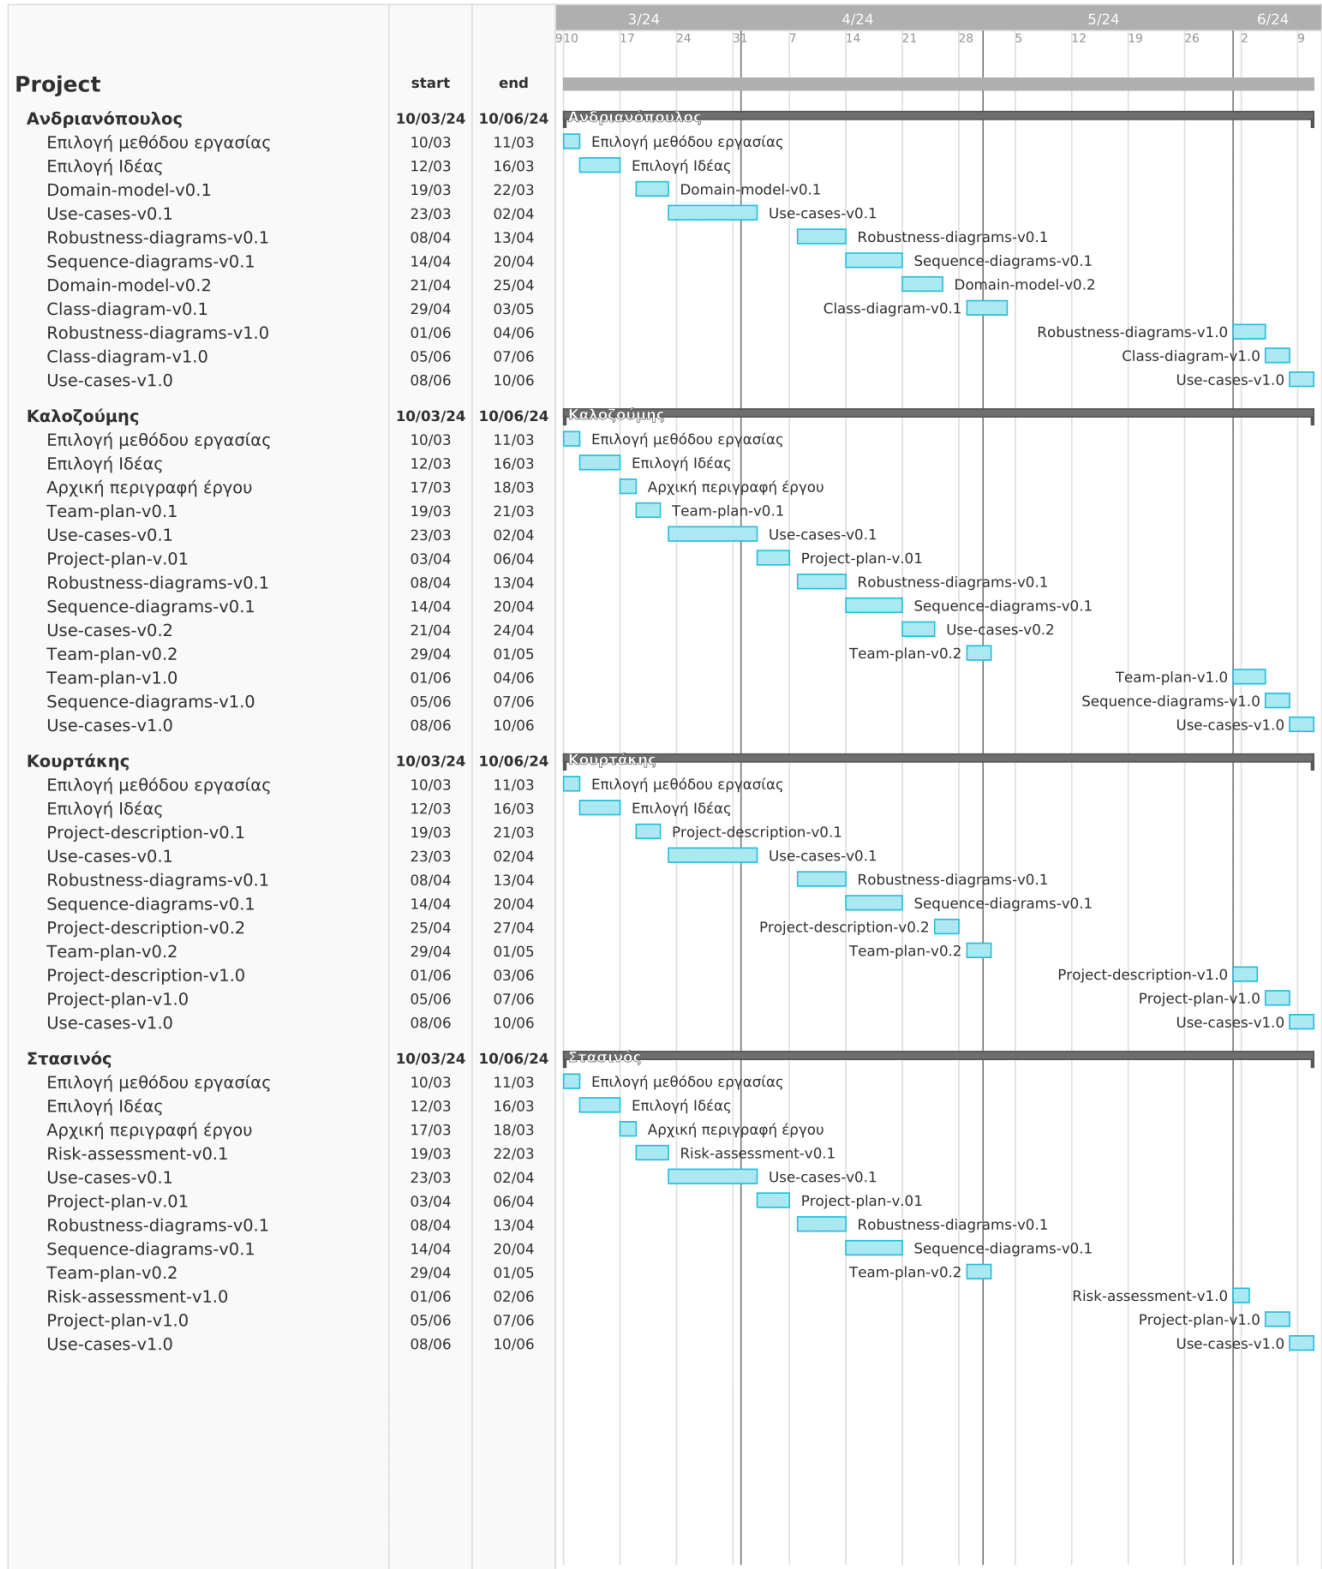 3/24 4/24 5/24 6/24
9 10 17 24 31 7 14 21 28 5 12 19 26 2 9
Project start end
Ανδριανόπουλος 10/03/24 10/06/24 Ανδριανόπουλος
Επιλογή μεθόδου εργασίας 10/03 11/03 Επιλογή μεθόδου εργασίας
Επιλογή Ιδέας 12/03 16/03 Επιλογή Ιδέας
Domain-model-v0.1 19/03 22/03 Domain-model-v0.1
Use-cases-v0.1 23/03 02/04 Use-cases-v0.1
Robustness-diagrams-v0.1 08/04 13/04 Robustness-diagrams-v0.1
Sequence-diagrams-v0.1 14/04 20/04 Sequence-diagrams-v0.1
Domain-model-v0.2 21/04 25/04 Domain-model-v0.2
Class-diagram-v0.1 29/04 03/05 Class-diagram-v0.1
Robustness-diagrams-v1.0 01/06 04/06 Robustness-diagrams-v1.0
Class-diagram-v1.0 05/06 07/06 Class-diagram-v1.0
Use-cases-v1.0 08/06 10/06 Use-cases-v1.0
Καλοζούμης 10/03/24 10/06/24 Καλοζούμης
Επιλογή μεθόδου εργασίας 10/03 11/03 Επιλογή μεθόδου εργασίας
Επιλογή Ιδέας 12/03 16/03 Επιλογή Ιδέας
Αρχική περιγραφή έργου 17/03 18/03 Αρχική περιγραφή έργου
Team-plan-v0.1 19/03 21/03 Team-plan-v0.1
Use-cases-v0.1 23/03 02/04 Use-cases-v0.1
Project-plan-v.01 03/04 06/04 Project-plan-v.01
Robustness-diagrams-v0.1 08/04 13/04 Robustness-diagrams-v0.1
Sequence-diagrams-v0.1 14/04 20/04 Sequence-diagrams-v0.1
Use-cases-v0.2 21/04 24/04 Use-cases-v0.2
Team-plan-v0.2 29/04 01/05 Team-plan-v0.2
Team-plan-v1.0 01/06 04/06 Team-plan-v1.0
Sequence-diagrams-v1.0 05/06 07/06 Sequence-diagrams-v1.0
Use-cases-v1.0 08/06 10/06 Use-cases-v1.0
Κουρτάκης 10/03/24 10/06/24 Κουρτάκης
Επιλογή μεθόδου εργασίας 10/03 11/03 Επιλογή μεθόδου εργασίας
Επιλογή Ιδέας 12/03 16/03 Επιλογή Ιδέας
Project-description-v0.1 19/03 21/03 Project-description-v0.1
Use-cases-v0.1 23/03 02/04 Use-cases-v0.1
Robustness-diagrams-v0.1 08/04 13/04 Robustness-diagrams-v0.1
Sequence-diagrams-v0.1 14/04 20/04 Sequence-diagrams-v0.1
Project-description-v0.2 25/04 27/04 Project-description-v0.2
Team-plan-v0.2 29/04 01/05 Team-plan-v0.2
Project-description-v1.0 01/06 03/06 Project-description-v1.0
Project-plan-v1.0 05/06 07/06 Project-plan-v1.0
Use-cases-v1.0 08/06 10/06 Use-cases-v1.0
Στασινός 10/03/24 10/06/24 Στασινός
Επιλογή μεθόδου εργασίας 10/03 11/03 Επιλογή μεθόδου εργασίας
Επιλογή Ιδέας 12/03 16/03 Επιλογή Ιδέας
Αρχική περιγραφή έργου 17/03 18/03 Αρχική περιγραφή έργου
Risk-assessment-v0.1 19/03 22/03 Risk-assessment-v0.1
Use-cases-v0.1 23/03 02/04 Use-cases-v0.1
Project-plan-v.01 03/04 06/04 Project-plan-v.01
Robustness-diagrams-v0.1 08/04 13/04 Robustness-diagrams-v0.1
Sequence-diagrams-v0.1 14/04 20/04 Sequence-diagrams-v0.1
Team-plan-v0.2 29/04 01/05 Team-plan-v0.2
Risk-assessment-v1.0 01/06 02/06 Risk-assessment-v1.0
Project-plan-v1.0 05/06 07/06 Project-plan-v1.0
Use-cases-v1.0 08/06 10/06 Use-cases-v1.0